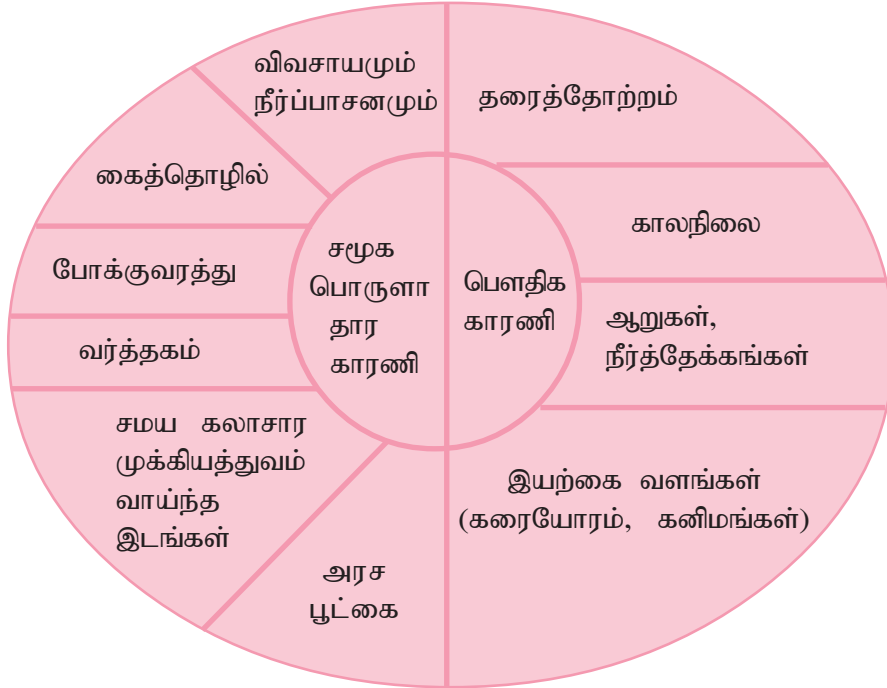 விவசாயமும்
நீர்ப்பாசனமும்
தரைத்தோற்றம்
கைத்தொழில்
காலநிலை
போக்குவரத்து
சமூக
பொருளா
தார
காரணி
பௌதிக
காரணி
ஆறுகள்,
நீர்த்தேக்கங்கள்
வர்த்தகம்
சமய கலாசார
முக்கியத்துவம்
வாய்ந்த
இடங்கள்
இயற்கை வளங்கள்
(கரையோரம், கனிமங்கள்)
அரச
பூட்கை